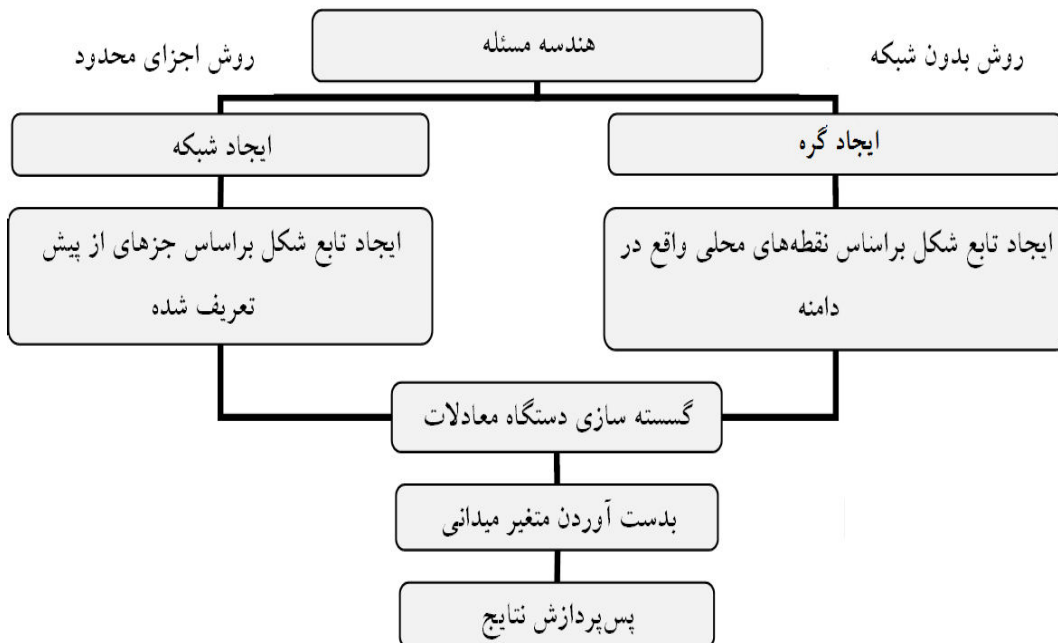 هندسه مسئله
روش بدون شبکه
روش اجزای محدود
ایجاد گره
ایجاد شبکه
ایجاد تابع شکل براساس نقطه‌های محلی واقع در
دامنه
ایجاد تابع شکل براساس جزهای از پیش
تعریف شده
گسسته سازی دستگاه معادلات
بدست آوردن متغیر میدانی
پس‌پردازش نتایج